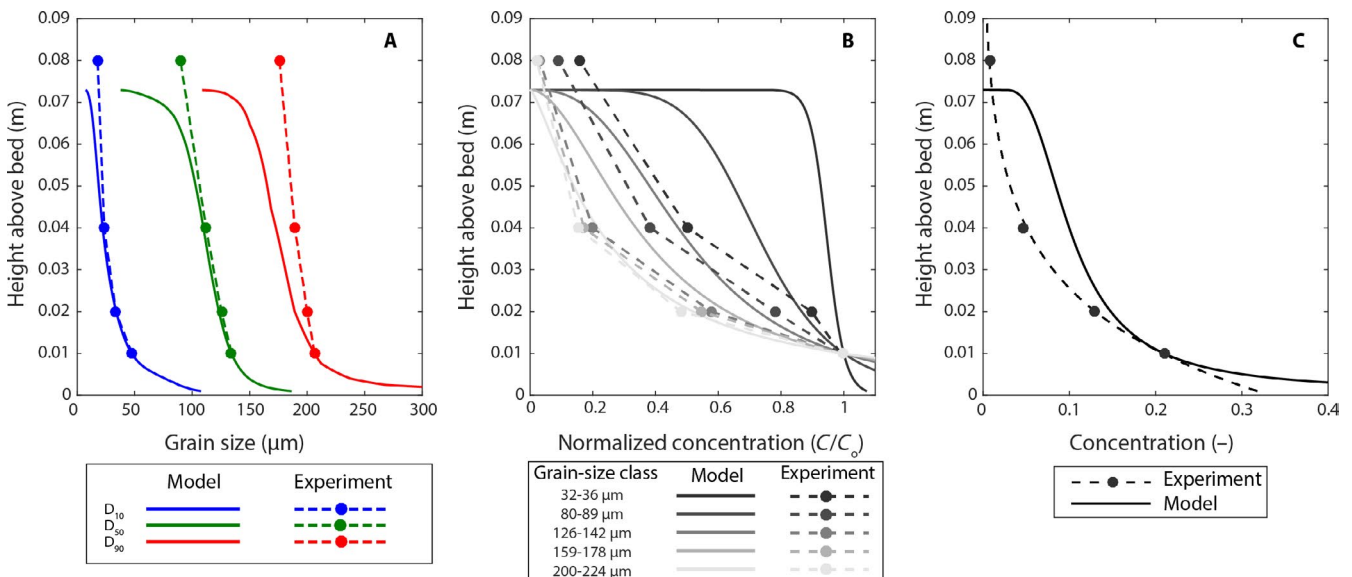 A
0.09
0.08
0.07
0.06
0.05
0.04
0.03
0.02
0.01
0
Height above bed (m)
0 50 100 150 200 250 300
Grain size (μm)
Model Experiment
D10
D50
D90
B
0.09
0.08
0.07
0.06
0.05
0.04
0.03
0.02
0.01
0
Height above bed (m)
0 0.2 0.4 0.6 0.8 1
Normalized concentration (C/Co)
Grain-size class Model Experiment
32-36 μm
80-89 μm
126-142 μm
159-178 μm
200-224 μm
C
0.09
0.08
0.07
0.06
0.05
0.04
0.03
0.02
0.01
0
Height above bed (m)
0 0.1 0.2 0.3 0.4
Concentration (–)
Experiment
Model